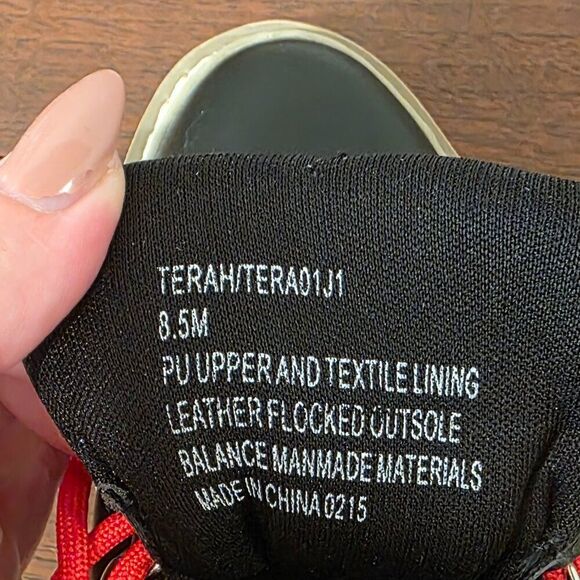 TERAH/TERA01J1
8.5M
PU UPPER AND TEXTILE LINING
LEATHER FLOCKED OUTSOLE
BALANCE MANMADE MATERIALS
MADE IN CHINA 0215